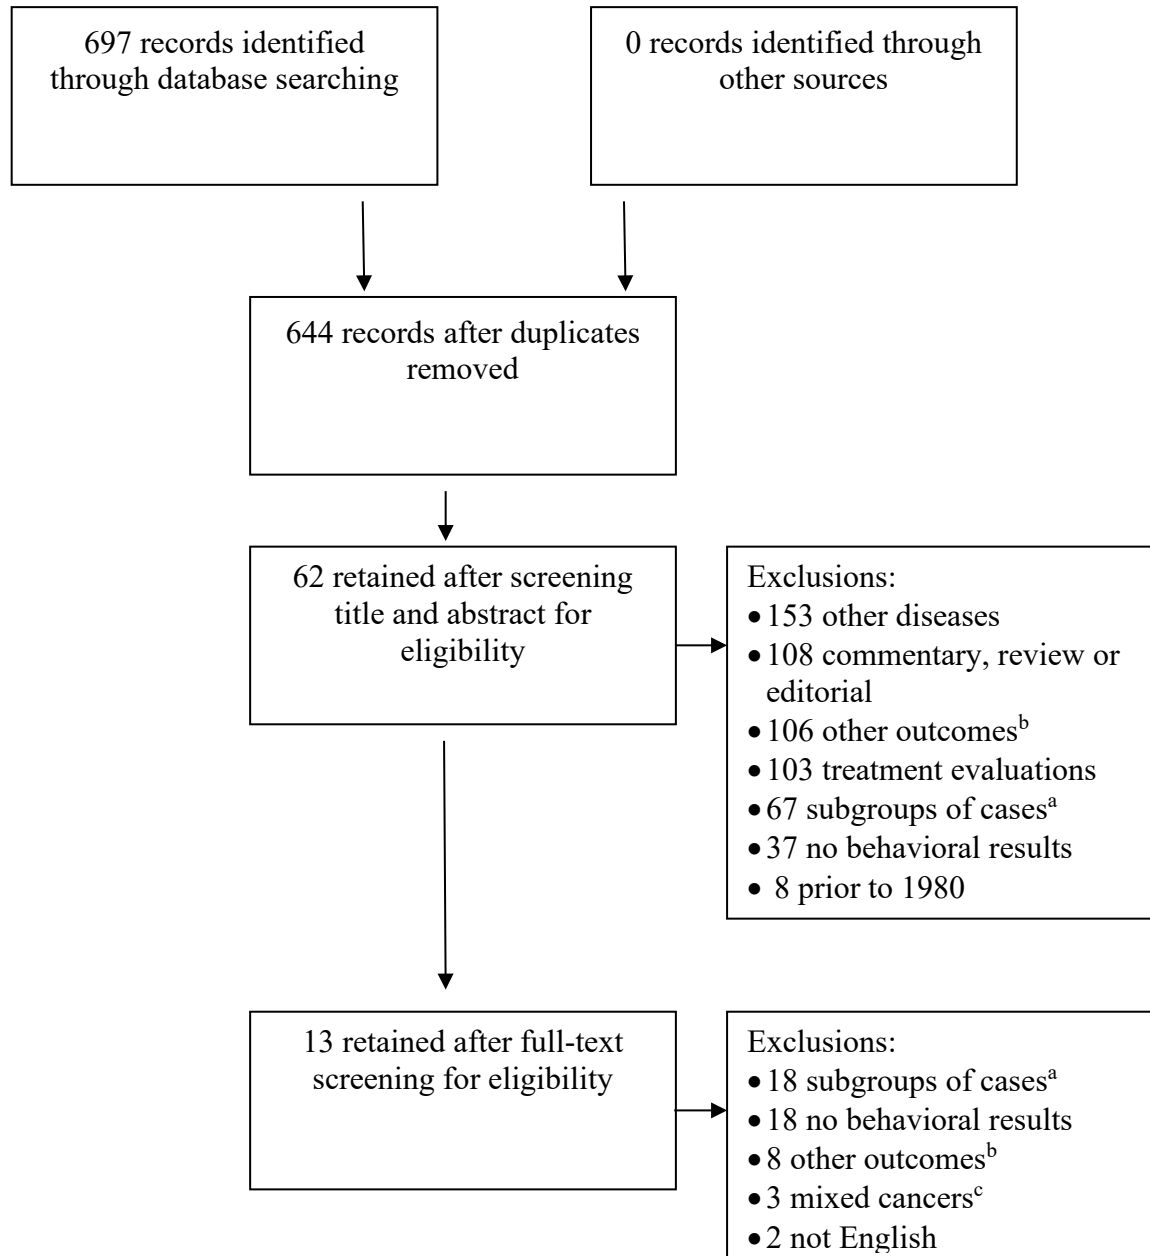 697 records identified
through database searching
0 records identified through
other sources
644 records after duplicates
removed
62 retained after screening
title and abstract for
eligibility
Exclusions:
•153 other diseases
•108 commentary, review or
editorial
•106 other outcomesᵇ
•103 treatment evaluations
•67 subgroups of casesᵃ
•37 no behavioral results
• 8 prior to 1980
13 retained after full-text
screening for eligibility
Exclusions:
•18 subgroups of casesᵃ
•18 no behavioral results
•8 other outcomesᵇ
•3 mixed cancersᶜ
•2 not English